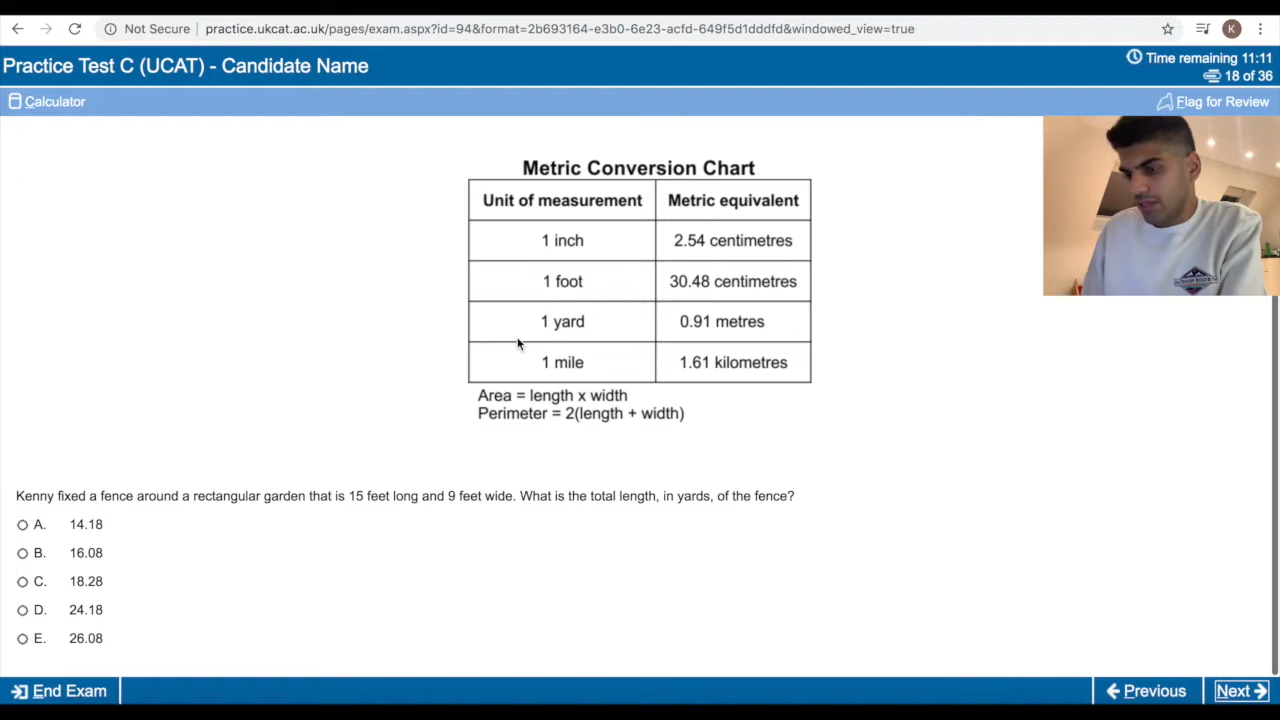 Not Secure practice.ukcat.ac.uk/pages/exam.aspx?id=94&format=2b693164-e3b0-6e23-acfd-649f5d1dddfd&windowed_view=true K
Practice Test C (UCAT) - Candidate Name
Time remaining 11:11
18 of 36
Calculator
Flag for Review
Metric Conversion Chart
Unit of measurement Metric equivalent
1 inch 2.54 centimetres
1 foot 30.48 centimetres
1 yard 0.91 metres
1 mile 1.61 kilometres
Area = length x width
Perimeter = 2(length + width)
Kenny fixed a fence around a rectangular garden that is 15 feet long and 9 feet wide. What is the total length, in yards, of the fence?
A. 14.18
B. 16.08
C. 18.28
D. 24.18
E. 26.08
End Exam
Previous
Next